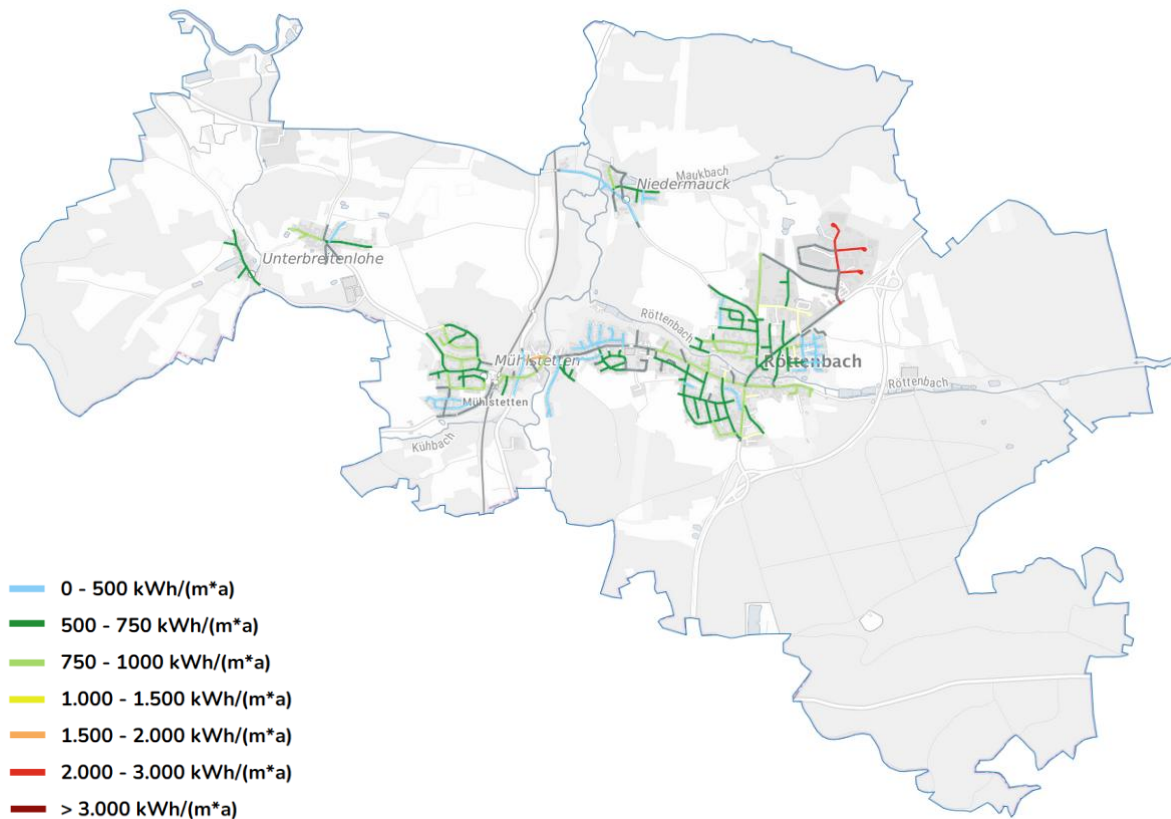 Maukbach
Niedermauck
Unterbreitenlohe
Röttenbach
Mühlstetten
Röttenbach
Röttenbach
Mühlstetten
Kühbach
0 - 500 kWh/(m*a)
500 - 750 kWh/(m*a)
750 - 1000 kWh/(m*a)
1.000 - 1.500 kWh/(m*a)
1.500 - 2.000 kWh/(m*a)
2.000 - 3.000 kWh/(m*a)
> 3.000 kWh/(m*a)